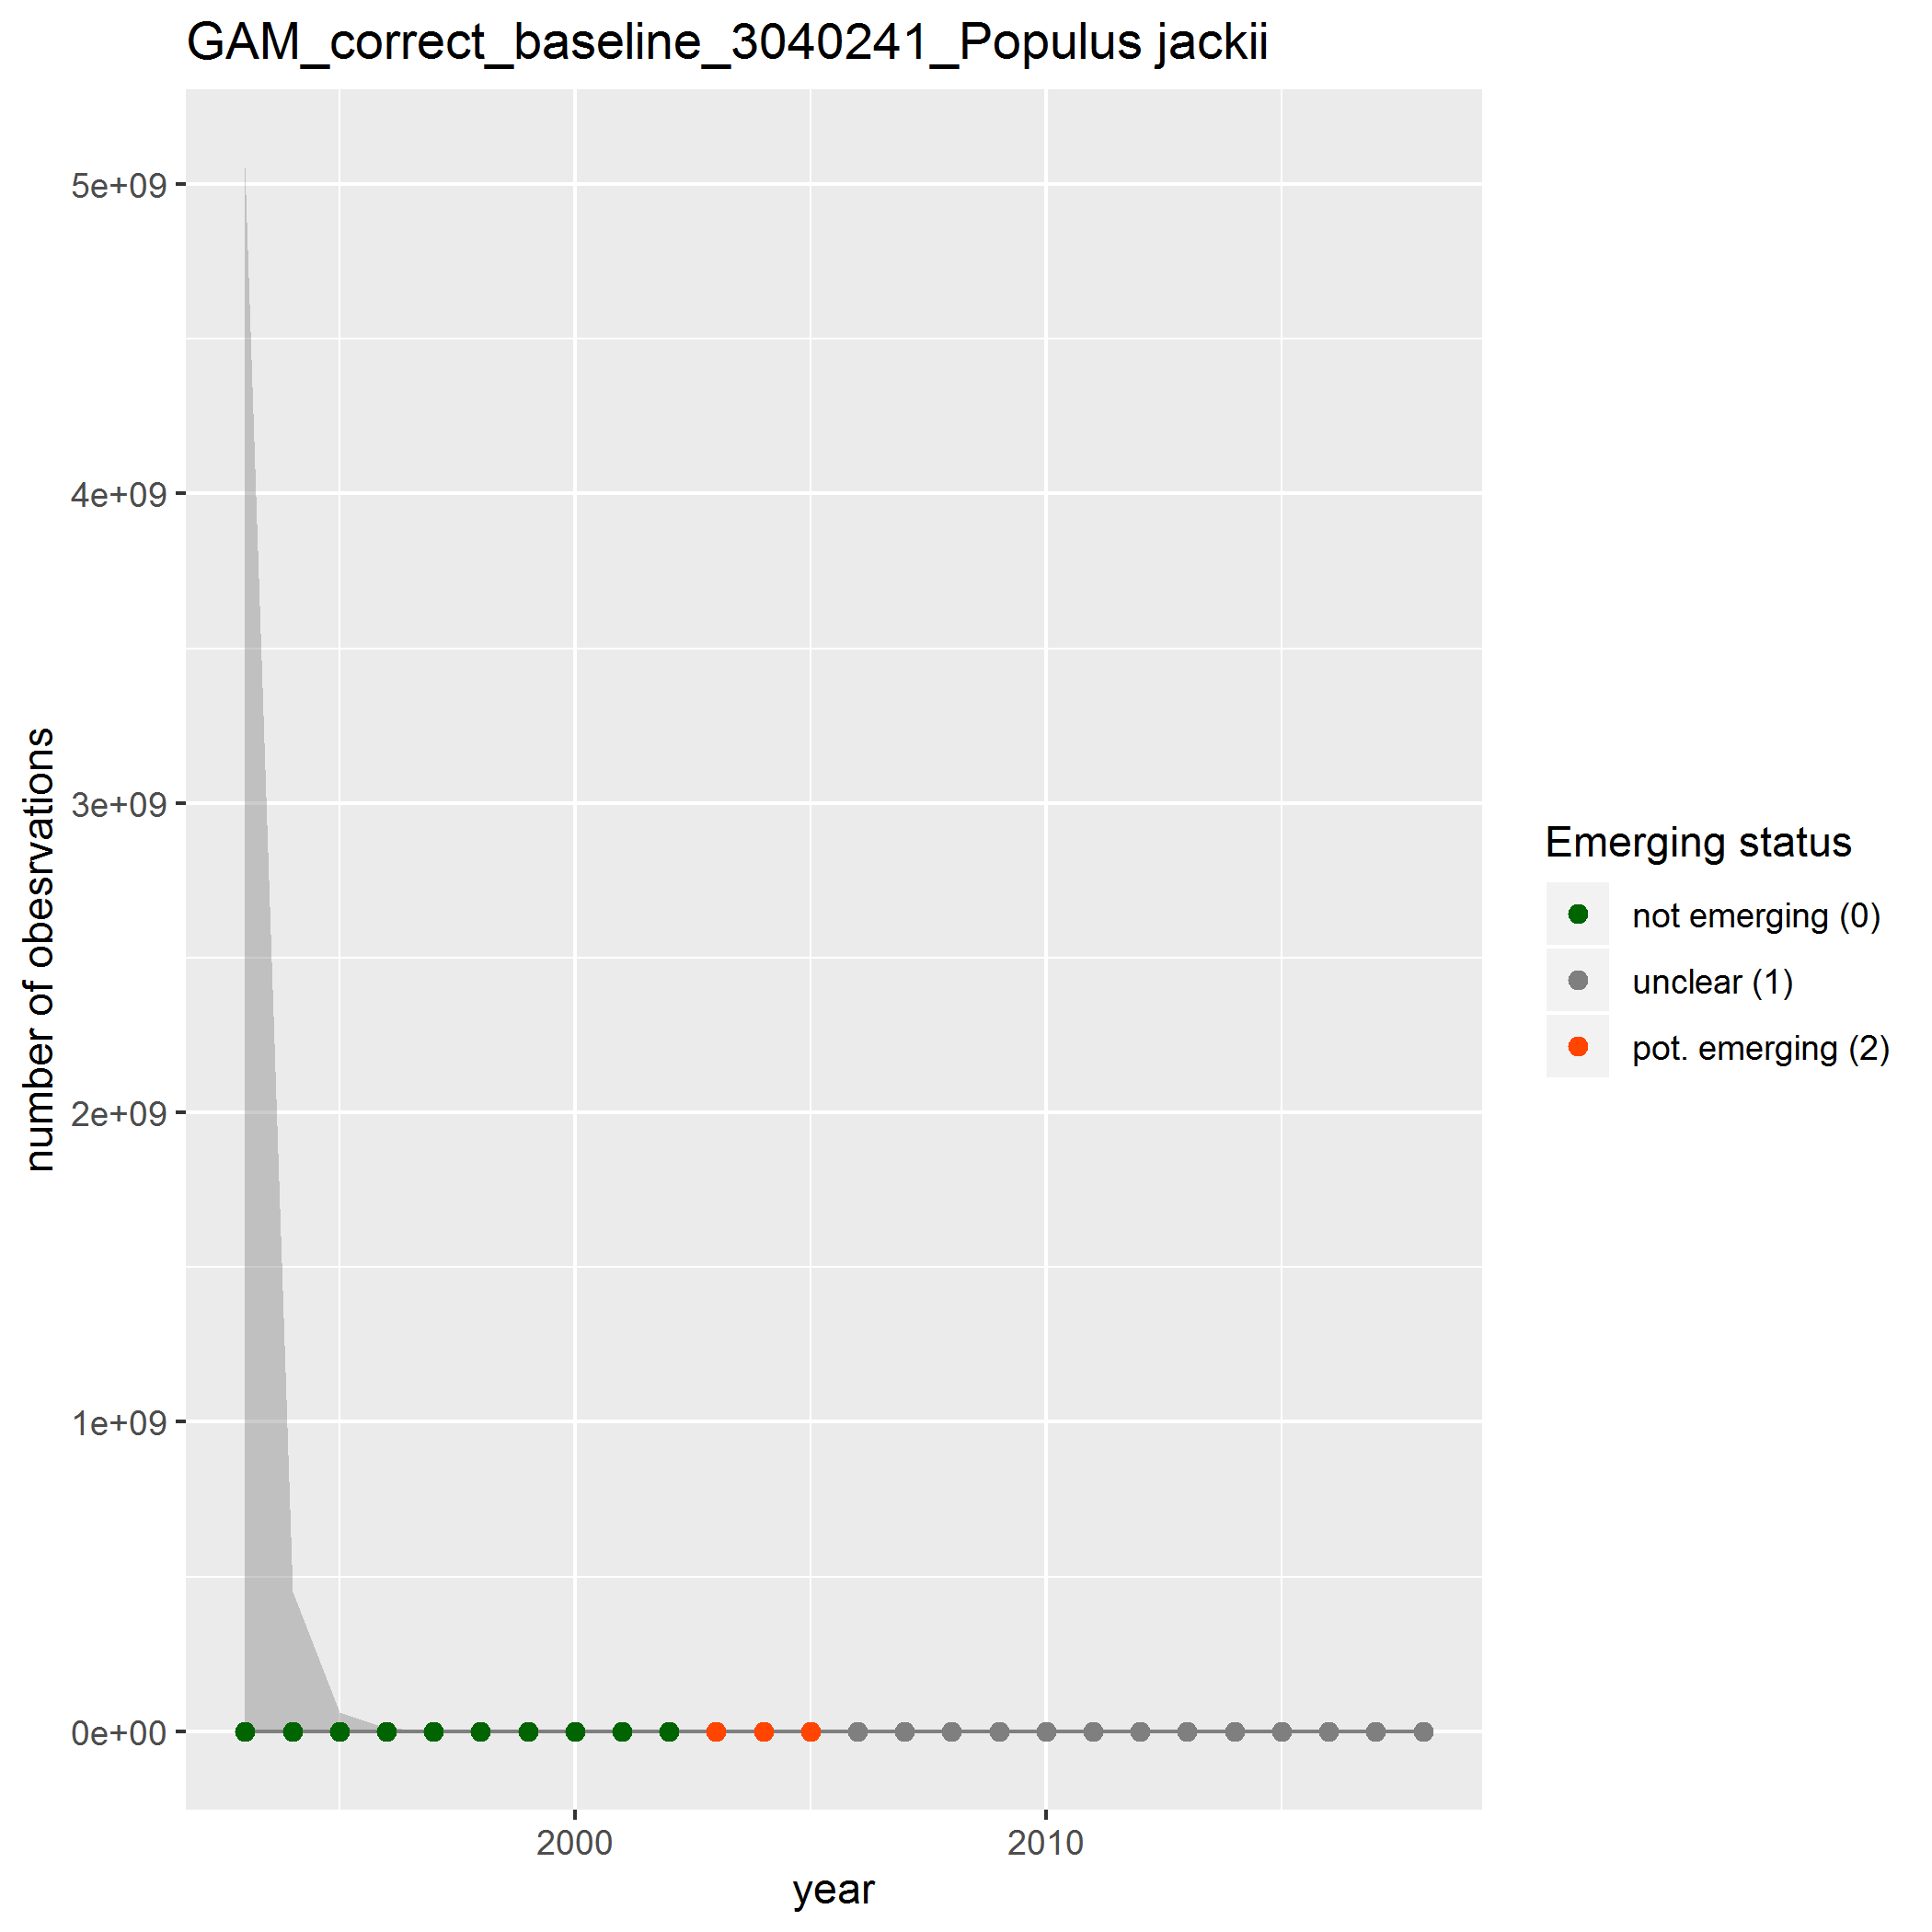 GAM_correct_baseline_3040241_Populus jackii
5e+09
4e+09
3e+09
2e+09
1e+09
0e+00
number of obesrvations
2000
2010
year
Emerging status
not emerging (0)
unclear (1)
pot. emerging (2)